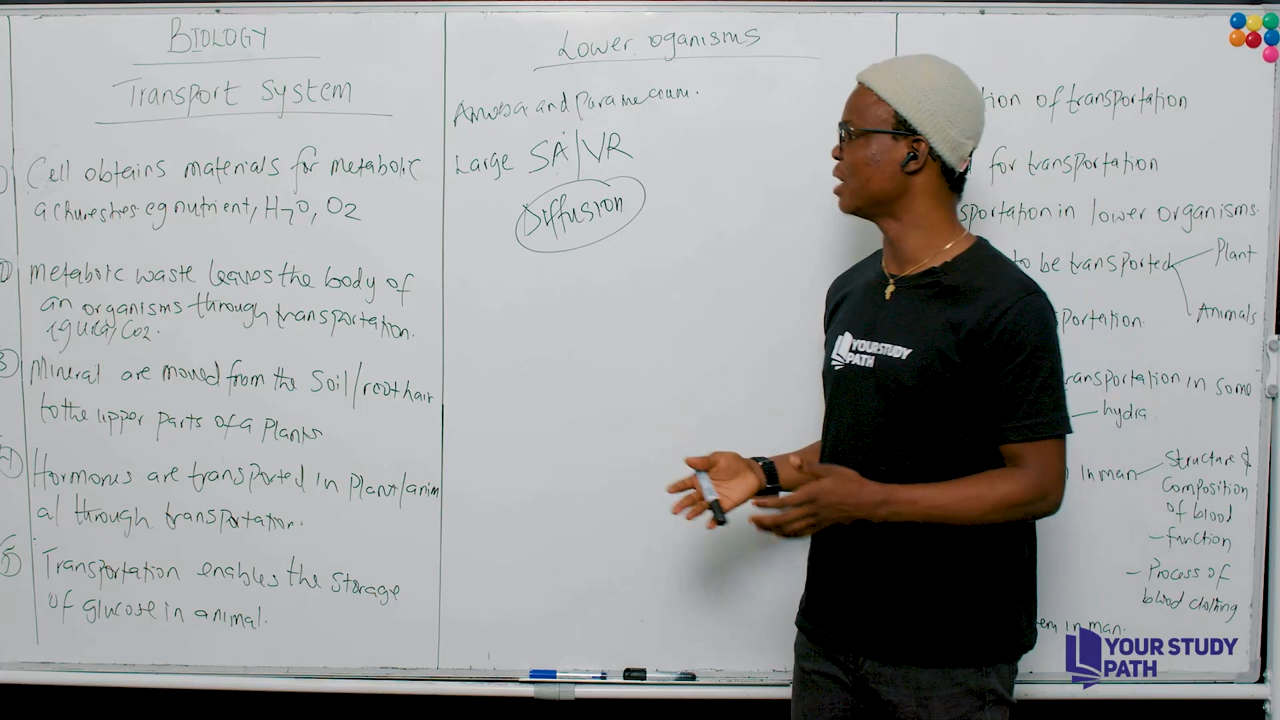 BIOLOGY
Transport System
Cell obtains materials for metabolic
eg nutrient, H2O, O2
Metabolic waste leaves the body of
an organisms through transportation.
CO2.
Mineral are moved from the Soil/root hair
to the upper parts of a Plants
Hormones are transported in Plant/anim
al through transportation.
5
Transportation enables the storage
of glucose in animal.
Lower oganisms
Amoeba and Paramecium.
Large SA/VR
Diffusion
tion of transportation
for transportation
sportation in lower organisms.
to be transported
Plant
Animals
portation.
ransportation in some
hydra
in man
Structure &
Composition
of blood
- function
- Process of
blood clotting
tem in man.
YOUR STUDY
PATH
YOUR STUDY
PATH